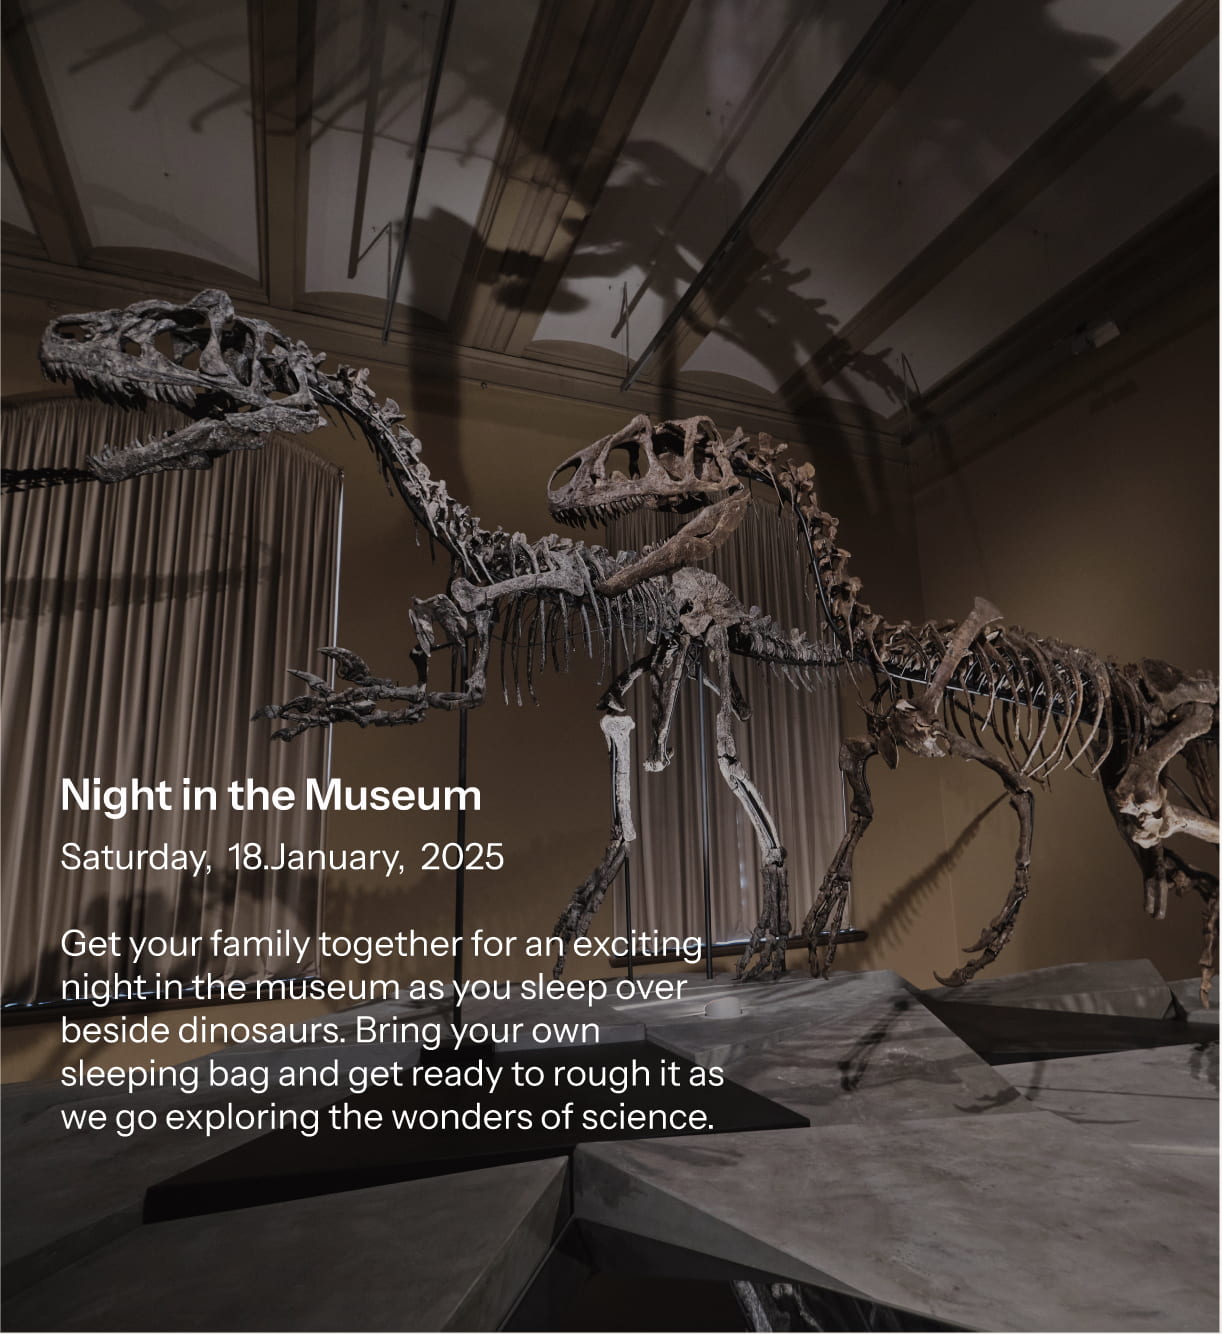 Night in the Museum
Saturday, 18.January, 2025
Get your family together for an exciting
night in the museum as you sleep over
beside dinosaurs. Bring your own
sleeping bag and get ready to rough it as
we go exploring the wonders of science.